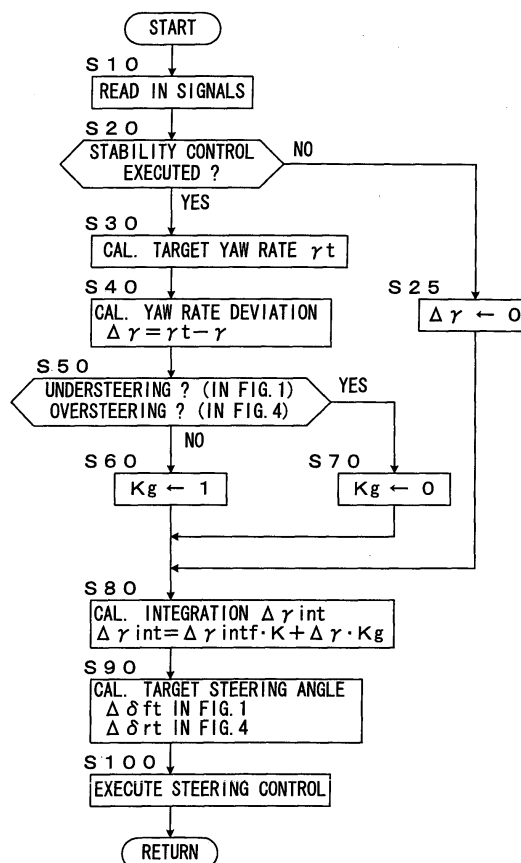 START
S10
READ IN SIGNALS
S20
STABILITY CONTROL
EXECUTED ?
NO
YES
S30
CAL. TARGET YAW RATE γt
S40
CAL. YAW RATE DEVIATION
Δγ=γt-γ
S25
Δγ ← 0
S50
UNDERSTEERING ? (IN FIG.1)
OVERSTEERING ? (IN FIG.4)
YES
NO
S60
Kg ← 1
S70
Kg ← 0
S80
CAL. INTEGRATION Δγint
Δγint=Δγintf·K+Δγ·Kg
S90
CAL. TARGET STEERING ANGLE
Δδft IN FIG.1
Δδrt IN FIG.4
S100
EXECUTE STEERING CONTROL
RETURN